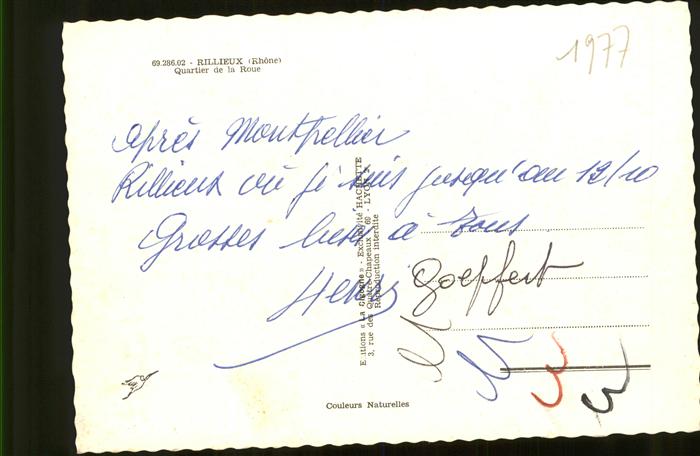 69.286.02 - RILLIEUX (Rhône)
Quartier de la Roue
1977
Après Montpellier
Rillieux où je suis jusqu'au 12/10
Grosses bises à tous
Goepfert
Editions « La Cigogne » - Exclusivité HACHETTE
3, rue des Quatre-Chapeaux 69 - LYON 2
Reproduction interdite
Couleurs Naturelles